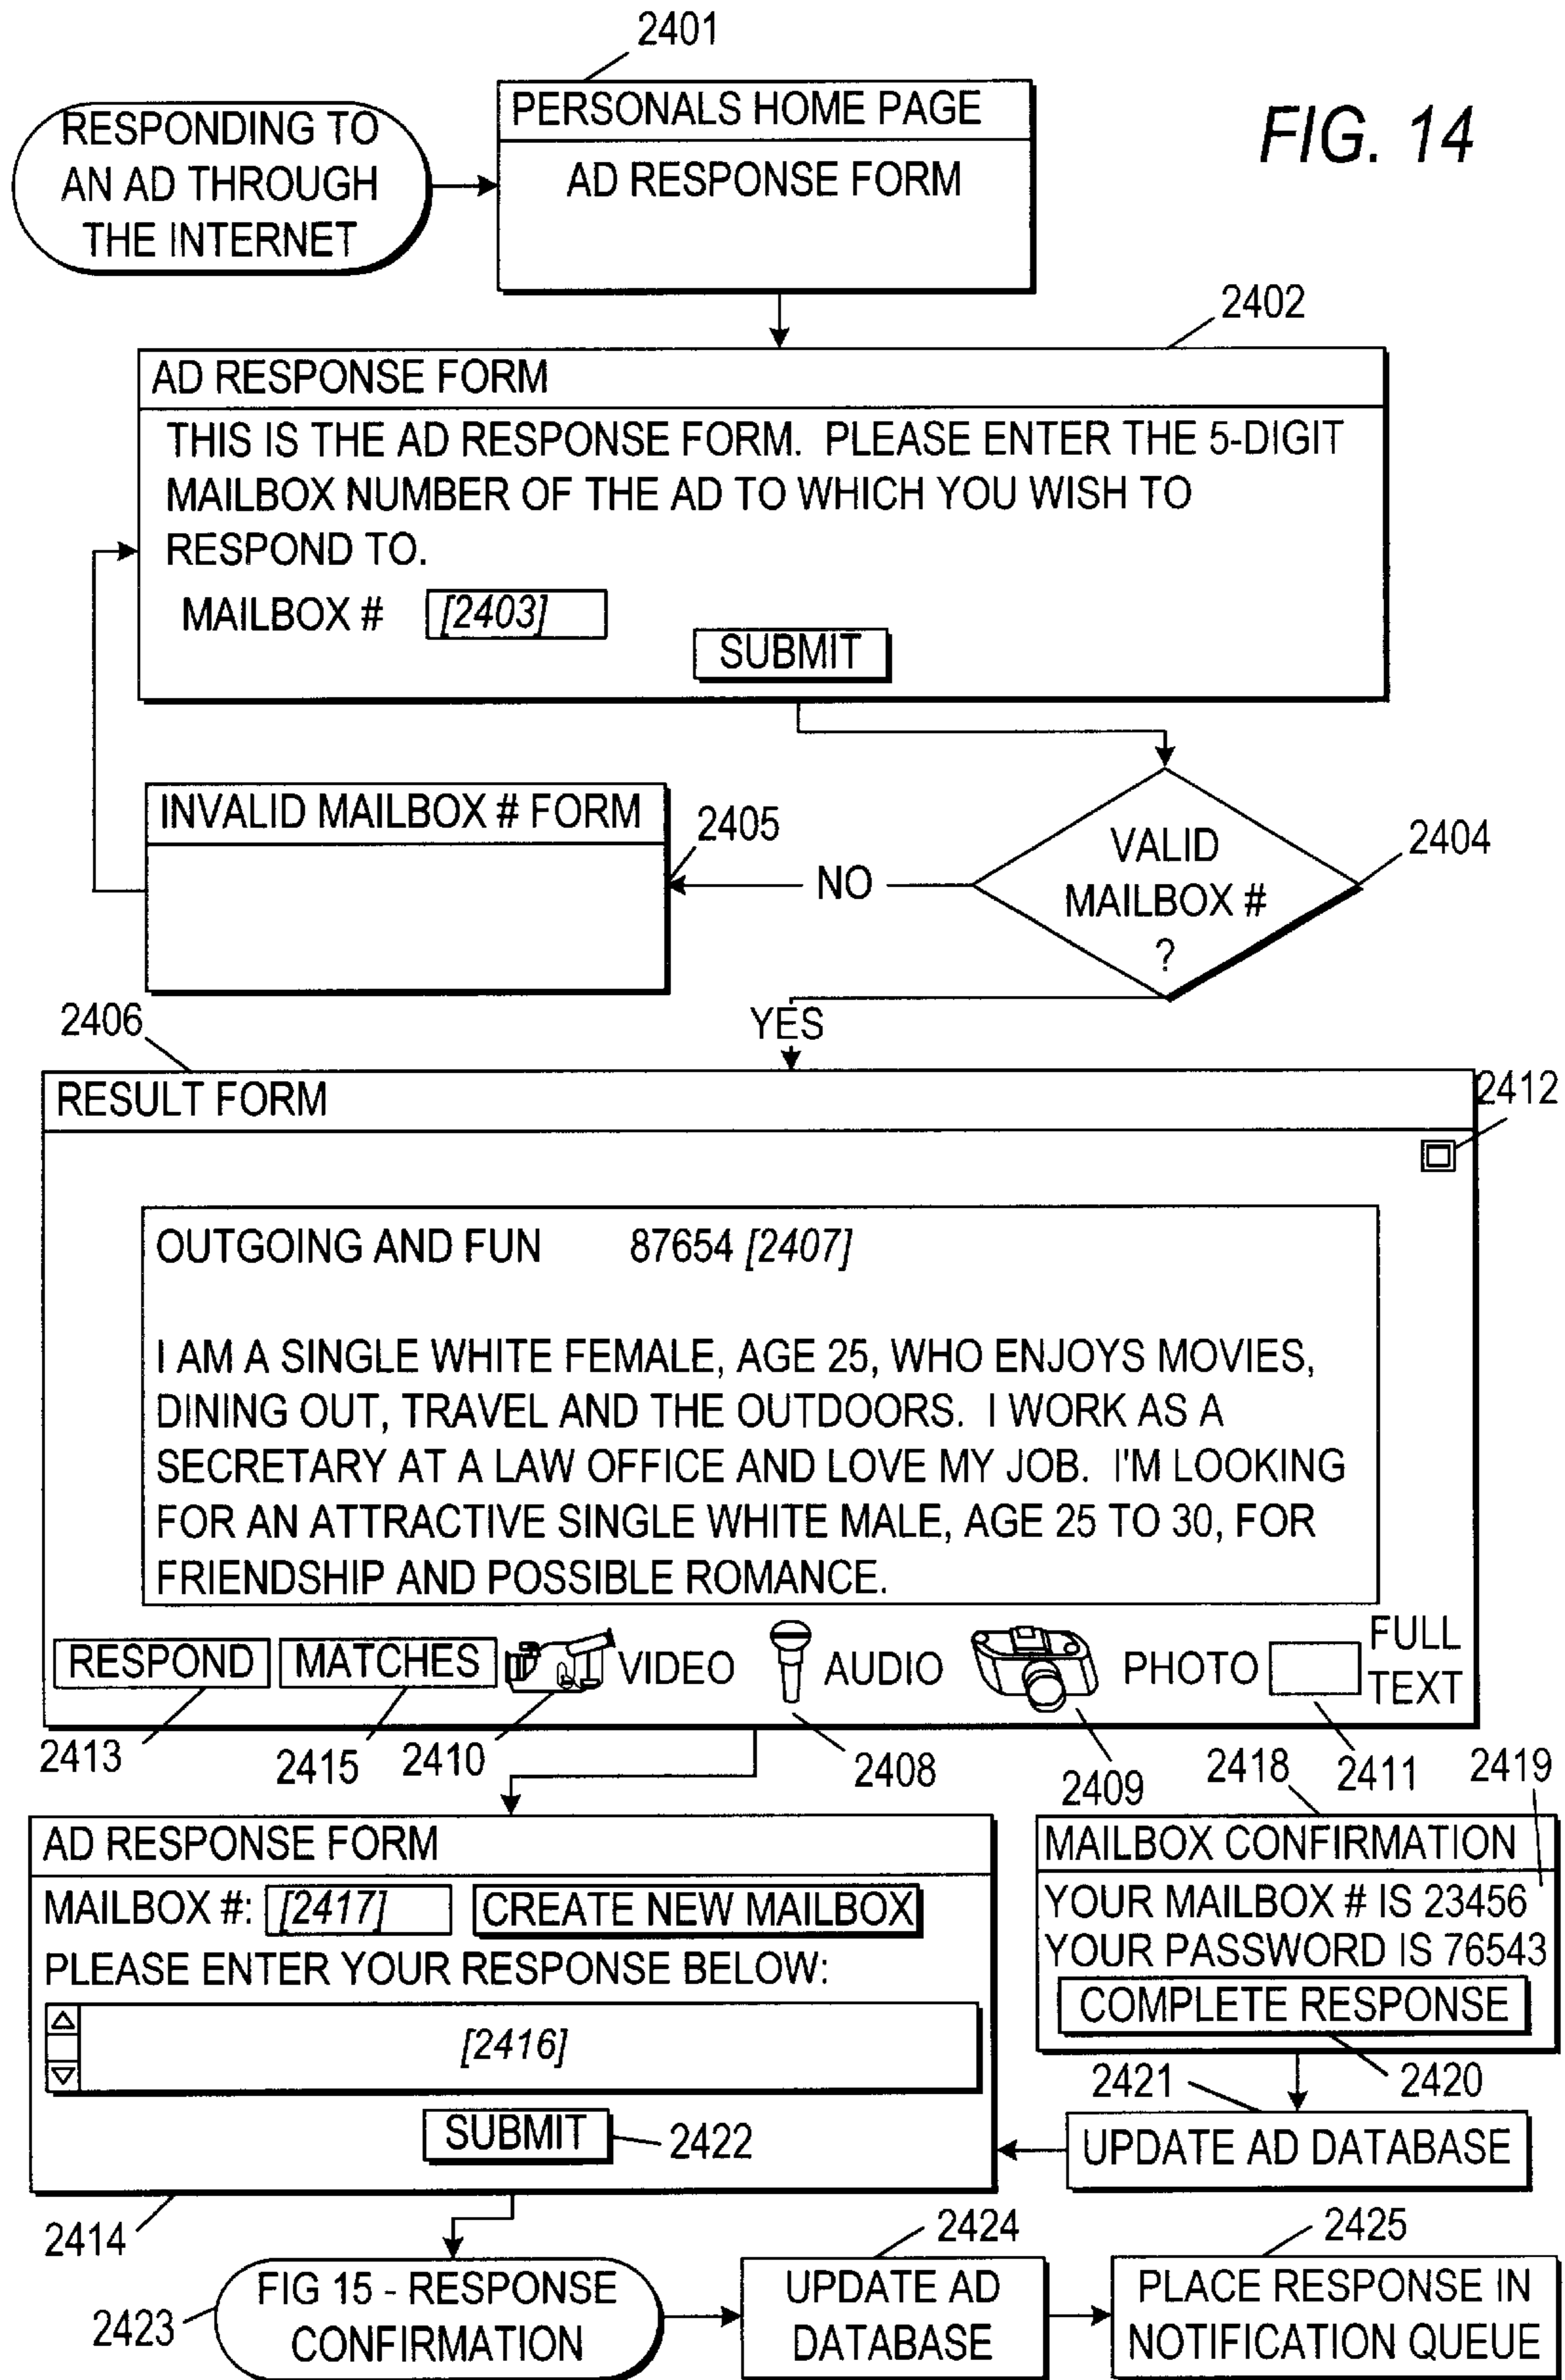 2401
FIG. 14
RESPONDING TO
AN AD THROUGH
THE INTERNET
PERSONALS HOME PAGE
AD RESPONSE FORM
2402
AD RESPONSE FORM
THIS IS THE AD RESPONSE FORM. PLEASE ENTER THE 5-DIGIT
MAILBOX NUMBER OF THE AD TO WHICH YOU WISH TO
RESPOND TO.
MAILBOX # [2403]
SUBMIT
INVALID MAILBOX # FORM
2405
NO
VALID
MAILBOX #
?
2404
YES
2406
RESULT FORM
2412
OUTGOING AND FUN 87654 [2407]
I AM A SINGLE WHITE FEMALE, AGE 25, WHO ENJOYS MOVIES,
DINING OUT, TRAVEL AND THE OUTDOORS. I WORK AS A
SECRETARY AT A LAW OFFICE AND LOVE MY JOB. I'M LOOKING
FOR AN ATTRACTIVE SINGLE WHITE MALE, AGE 25 TO 30, FOR
FRIENDSHIP AND POSSIBLE ROMANCE.
RESPOND MATCHES VIDEO AUDIO PHOTO FULL
TEXT
2413 2415 2410 2408 2409 2411
AD RESPONSE FORM
MAILBOX #: [2417] CREATE NEW MAILBOX
PLEASE ENTER YOUR RESPONSE BELOW:
[2416]
SUBMIT 2422
2414
2418 2419
MAILBOX CONFIRMATION
YOUR MAILBOX # IS 23456
YOUR PASSWORD IS 76543
COMPLETE RESPONSE
2421 2420
UPDATE AD DATABASE
2423
FIG 15 - RESPONSE
CONFIRMATION
2424
UPDATE AD
DATABASE
2425
PLACE RESPONSE IN
NOTIFICATION QUEUE